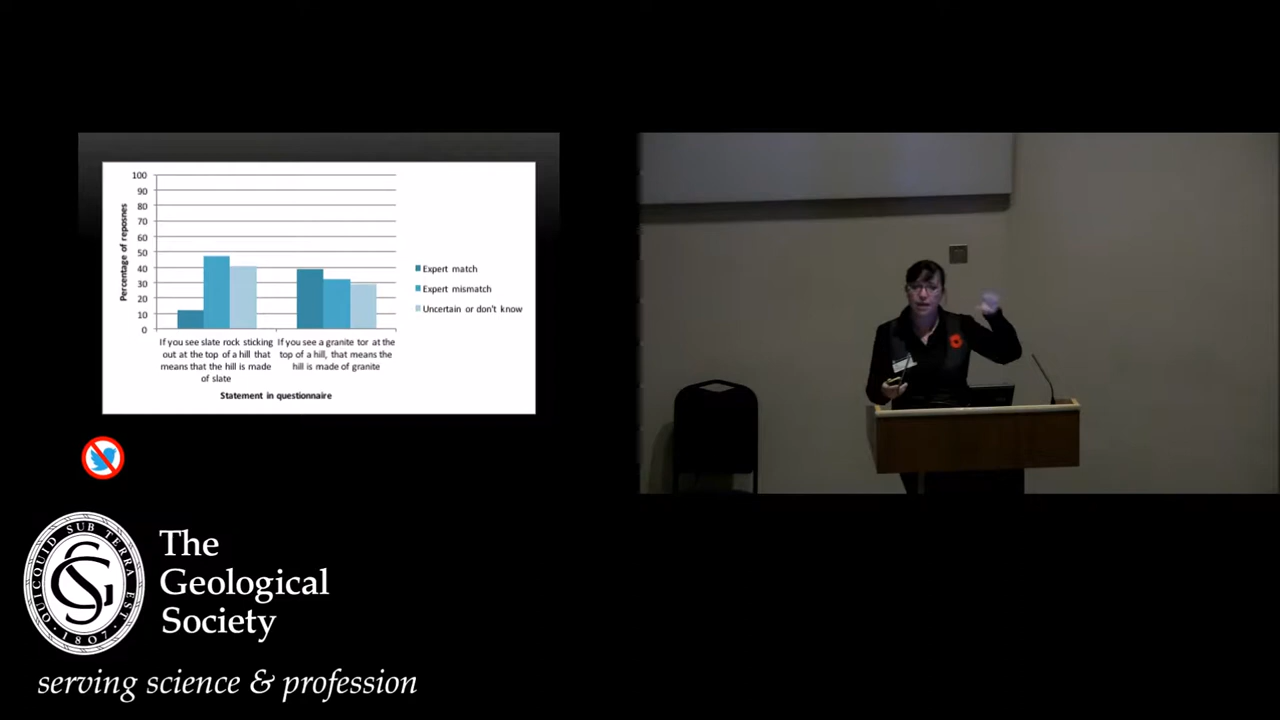 100
90
80
70
60
50
40
30
20
10
0
Percentage of reposnes
If you see slate rock sticking
out at the top of a hill that
means that the hill is made
of slate
If you see a granite tor at the
top of a hill, that means the
hill is made of granite
Statement in questionnaire
Expert match
Expert mismatch
Uncertain or don't know
QUICQUID SUB TERRA EST
1807
The
Geological
Society
serving science & profession